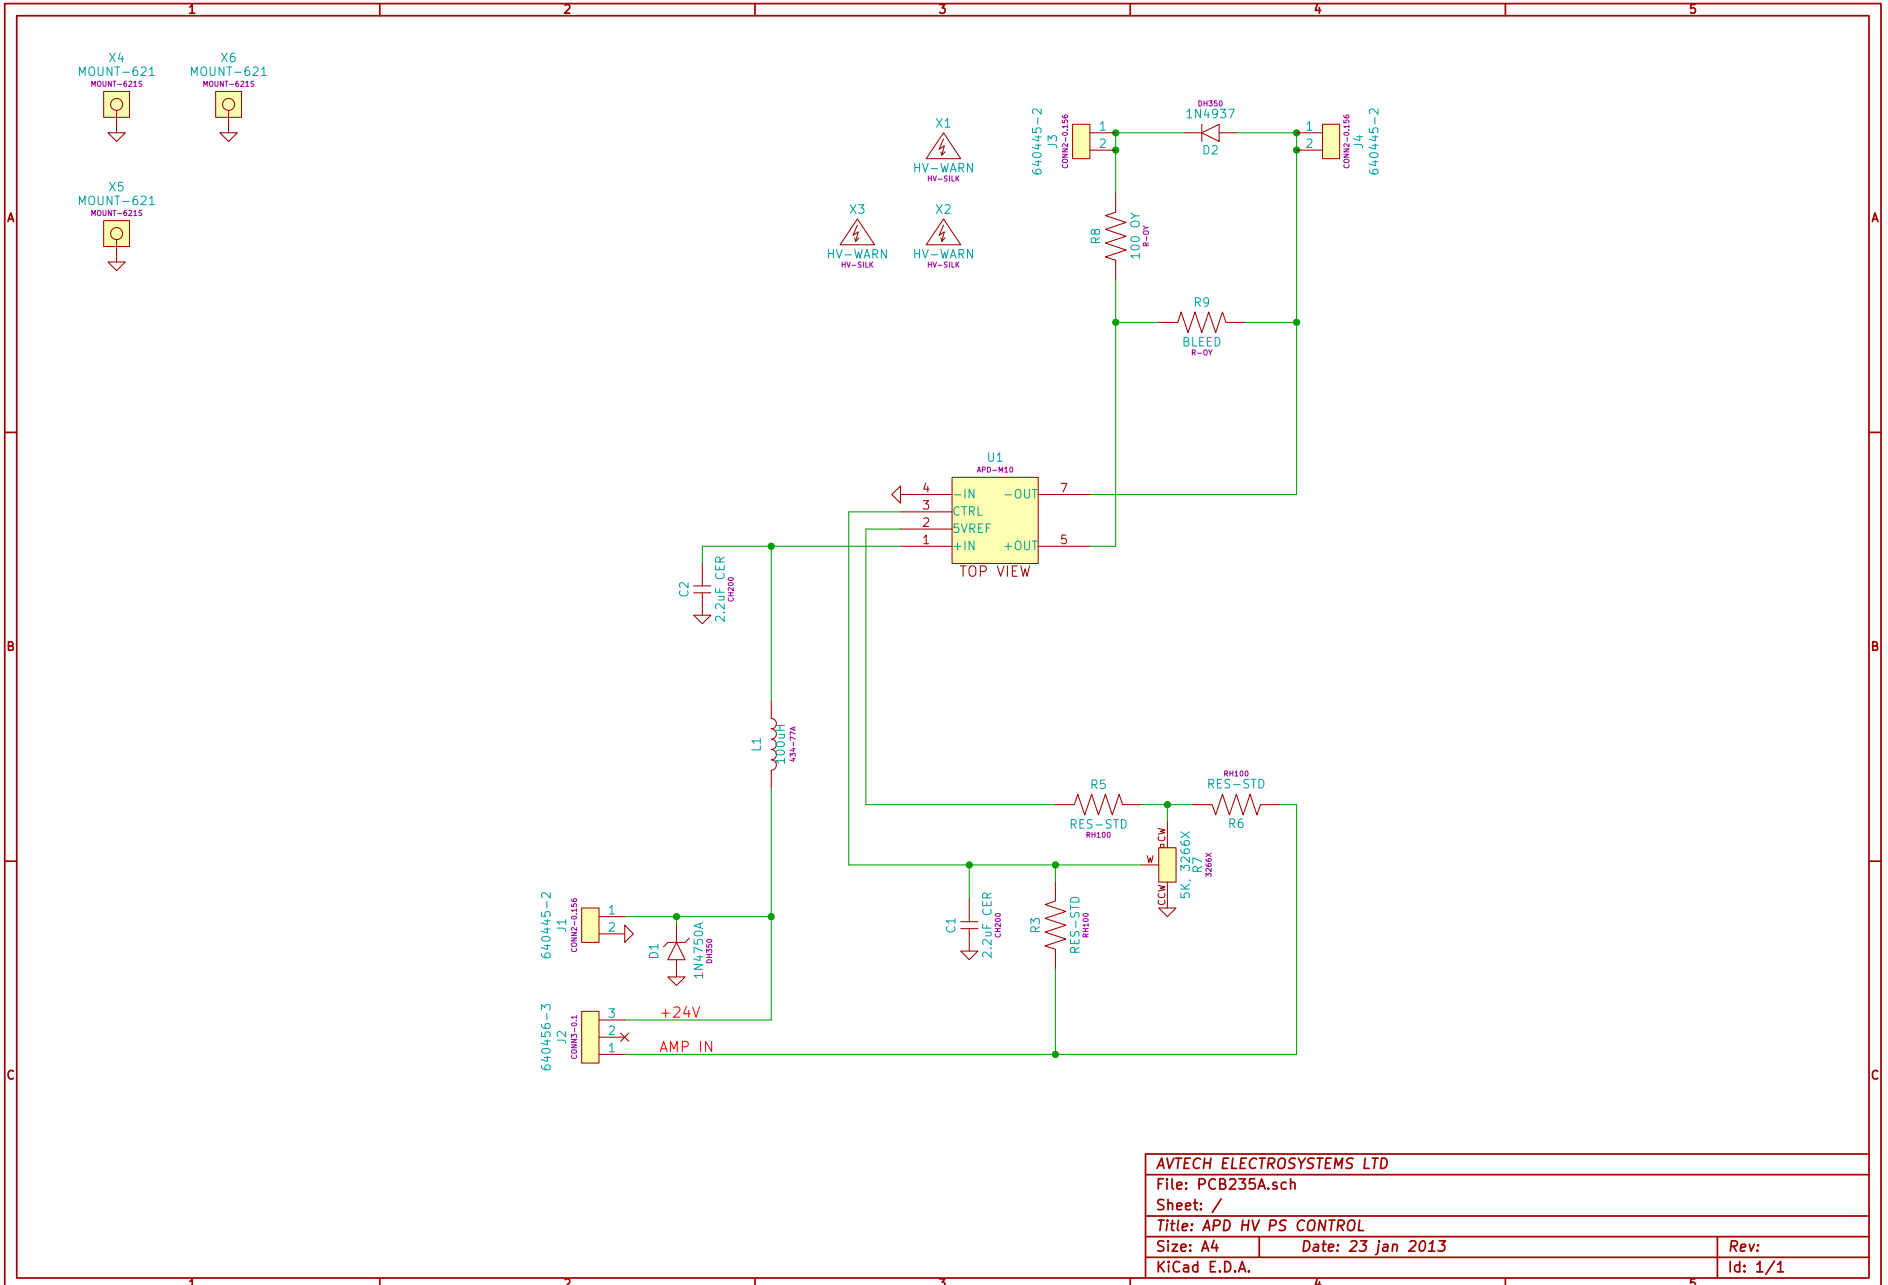 1 2 3 4 5
A
A
B
B
C
C
X4
MOUNT-621
MOUNT-621S
X6
MOUNT-621
MOUNT-621S
X5
MOUNT-621
MOUNT-621S
X1
HV-WARN
HV-SILK
X3
HV-WARN
HV-SILK
X2
HV-WARN
HV-SILK
640445-2
J3
CONN2-0.156
1
2
DH350
1N4937
D2
1
2
CONN2-0.156
J4
640445-2
R8
100 OY
R-OY
R9
BLEED
R-OY
U1
APD-M10
4 -IN
3 CTRL
2 5VREF
1 +IN
-OUT 7
+OUT 5
TOP VIEW
C2
2.2uF CER
CH200
L1
100uH
434-77A
R5
RES-STD
RH100
RH100
RES-STD
R6
CW
W
CCW
5K, 3266X
R7
3266X
C1
2.2uF CER
CH200
R3
RES-STD
RH100
640445-2
J1
CONN2-0.156
1
2
D1
1N4750A
DH350
640456-3
J2
CONN3-0.1
3
2
1
+24V
AMP IN
AVTECH ELECTROSYSTEMS LTD
File: PCB235A.sch
Sheet: /
Title: APD HV PS CONTROL
Size: A4 Date: 23 jan 2013 Rev:
KiCad E.D.A. Id: 1/1
1 2 3 4 5